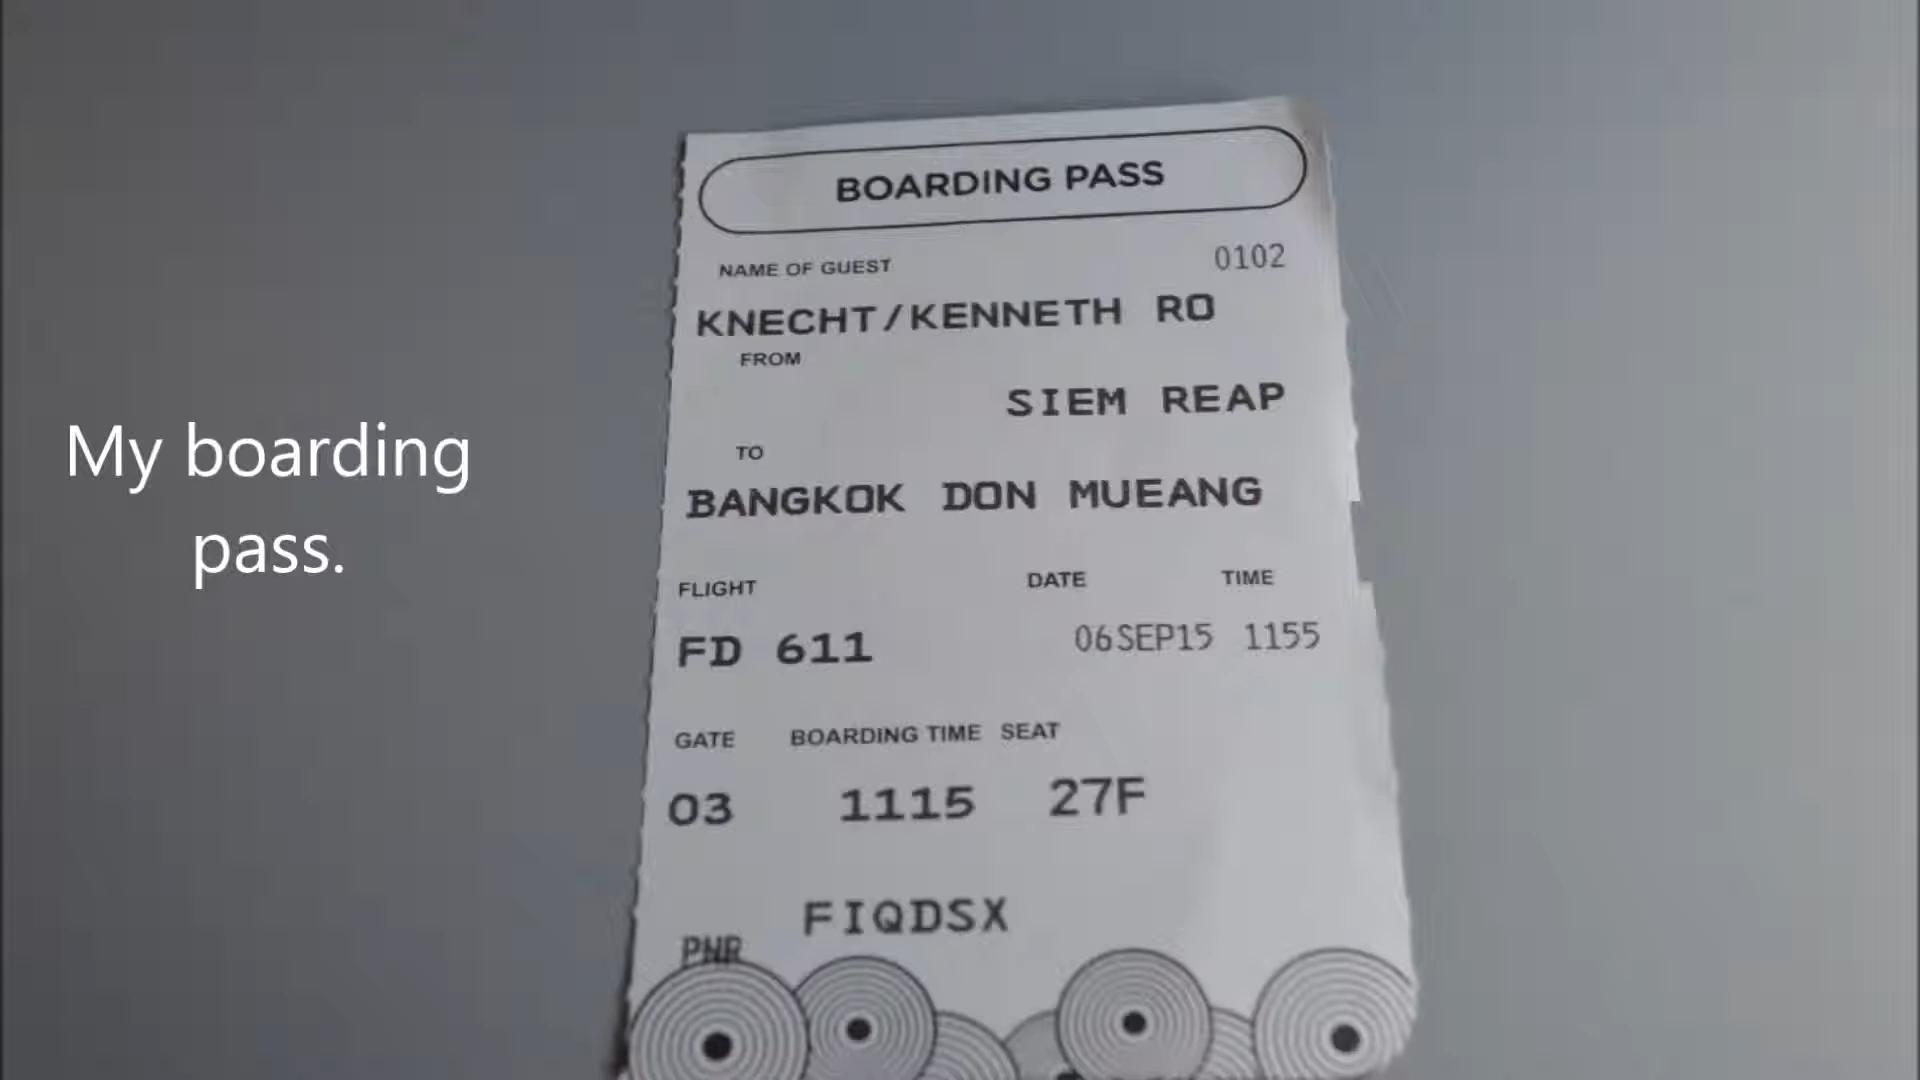 My boarding
pass.
BOARDING PASS
NAME OF GUEST 0102
KNECHT/KENNETH RO
FROM
SIEM REAP
TO
BANGKOK DON MUEANG
FLIGHT DATE TIME
FD 611 06SEP15 1155
GATE BOARDING TIME SEAT
03 1115 27F
FIQDSX
PNR